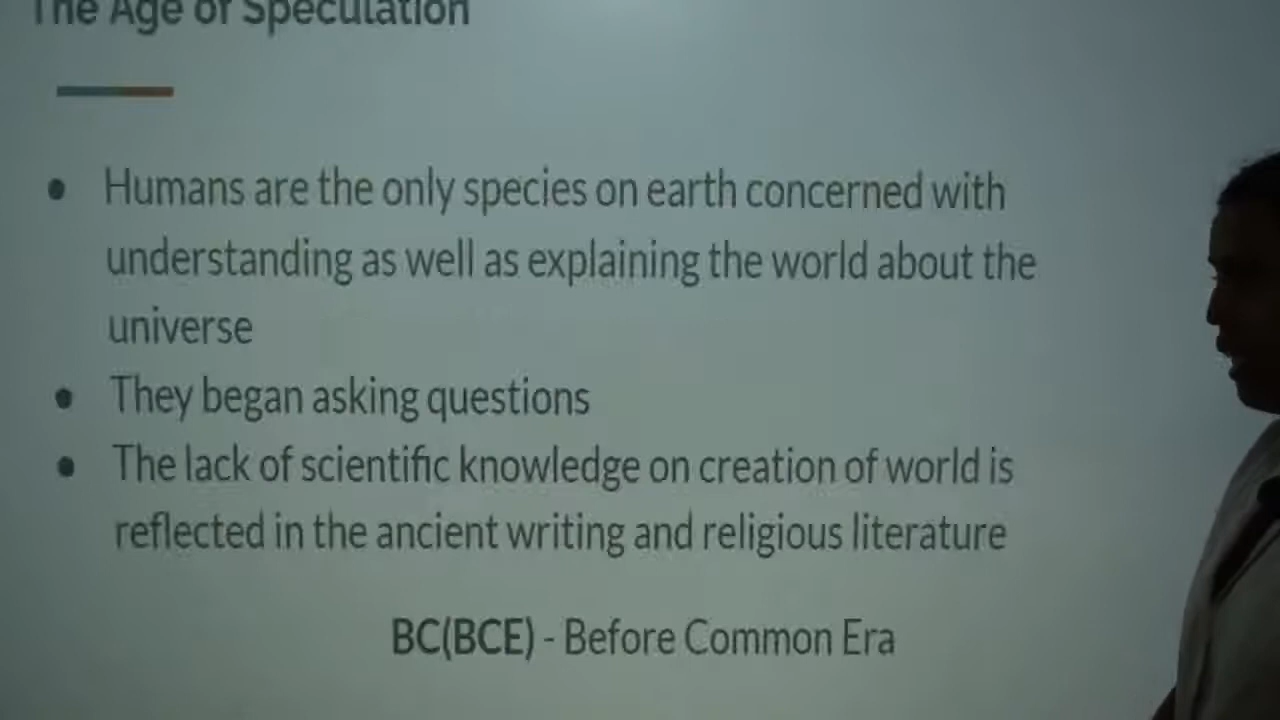 The Age of Speculation
● Humans are the only species on earth concerned with
understanding as well as explaining the world about the
universe
● They began asking questions
● The lack of scientific knowledge on creation of world is
reflected in the ancient writing and religious literature
BC(BCE) - Before Common Era